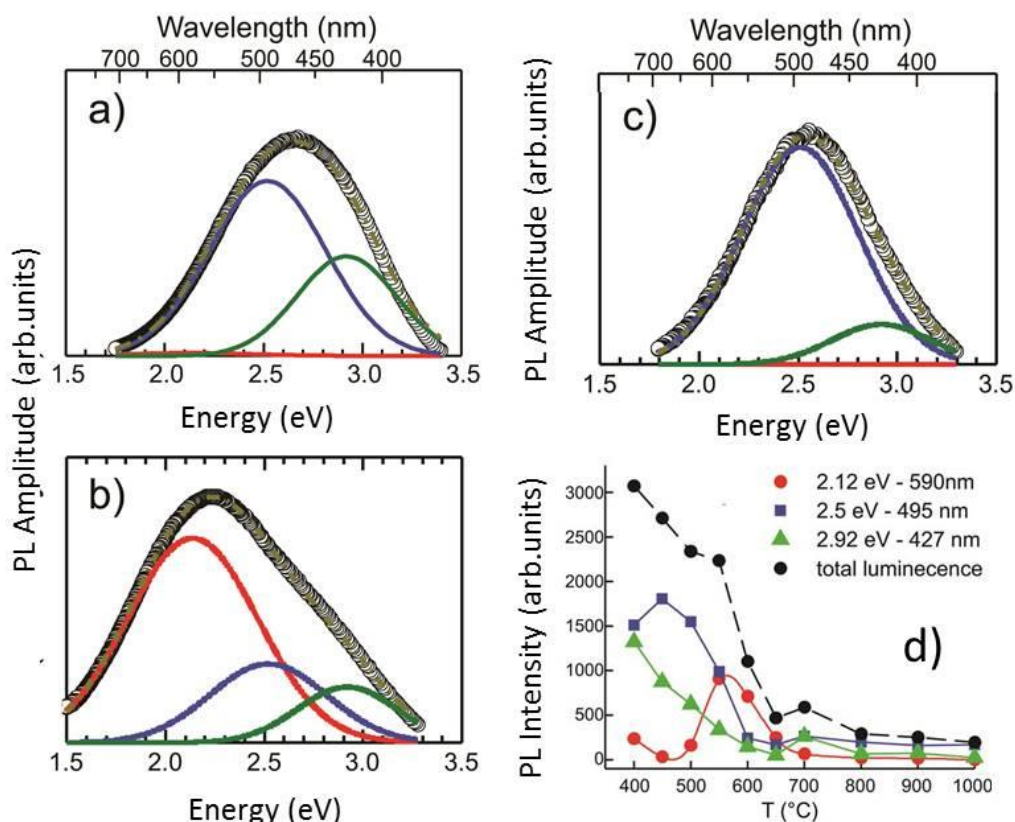 Wavelength (nm)
700 600 500 450 400
a)
1.5 2.0 2.5 3.0 3.5
Energy (eV)
PL Amplitude (arb.units)
b)
1.5 2.0 2.5 3.0 3.5
Energy (eV)
Wavelength (nm)
700 600 500 450 400
c)
PL Amplitude (arb.units)
1.5 2.0 2.5 3.0 3.5
Energy (eV)
PL Intensity (arb.units)
3000
2500
2000
1500
1000
500
0
2.12 eV - 590nm
2.5 eV - 495 nm
2.92 eV - 427 nm
total luminecence
d)
400 500 600 700 800 900 1000
T (°C)